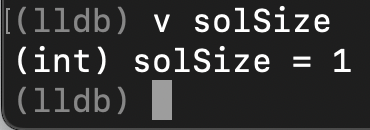 (lldb) v solSize
(int) solSize = 1
(lldb)